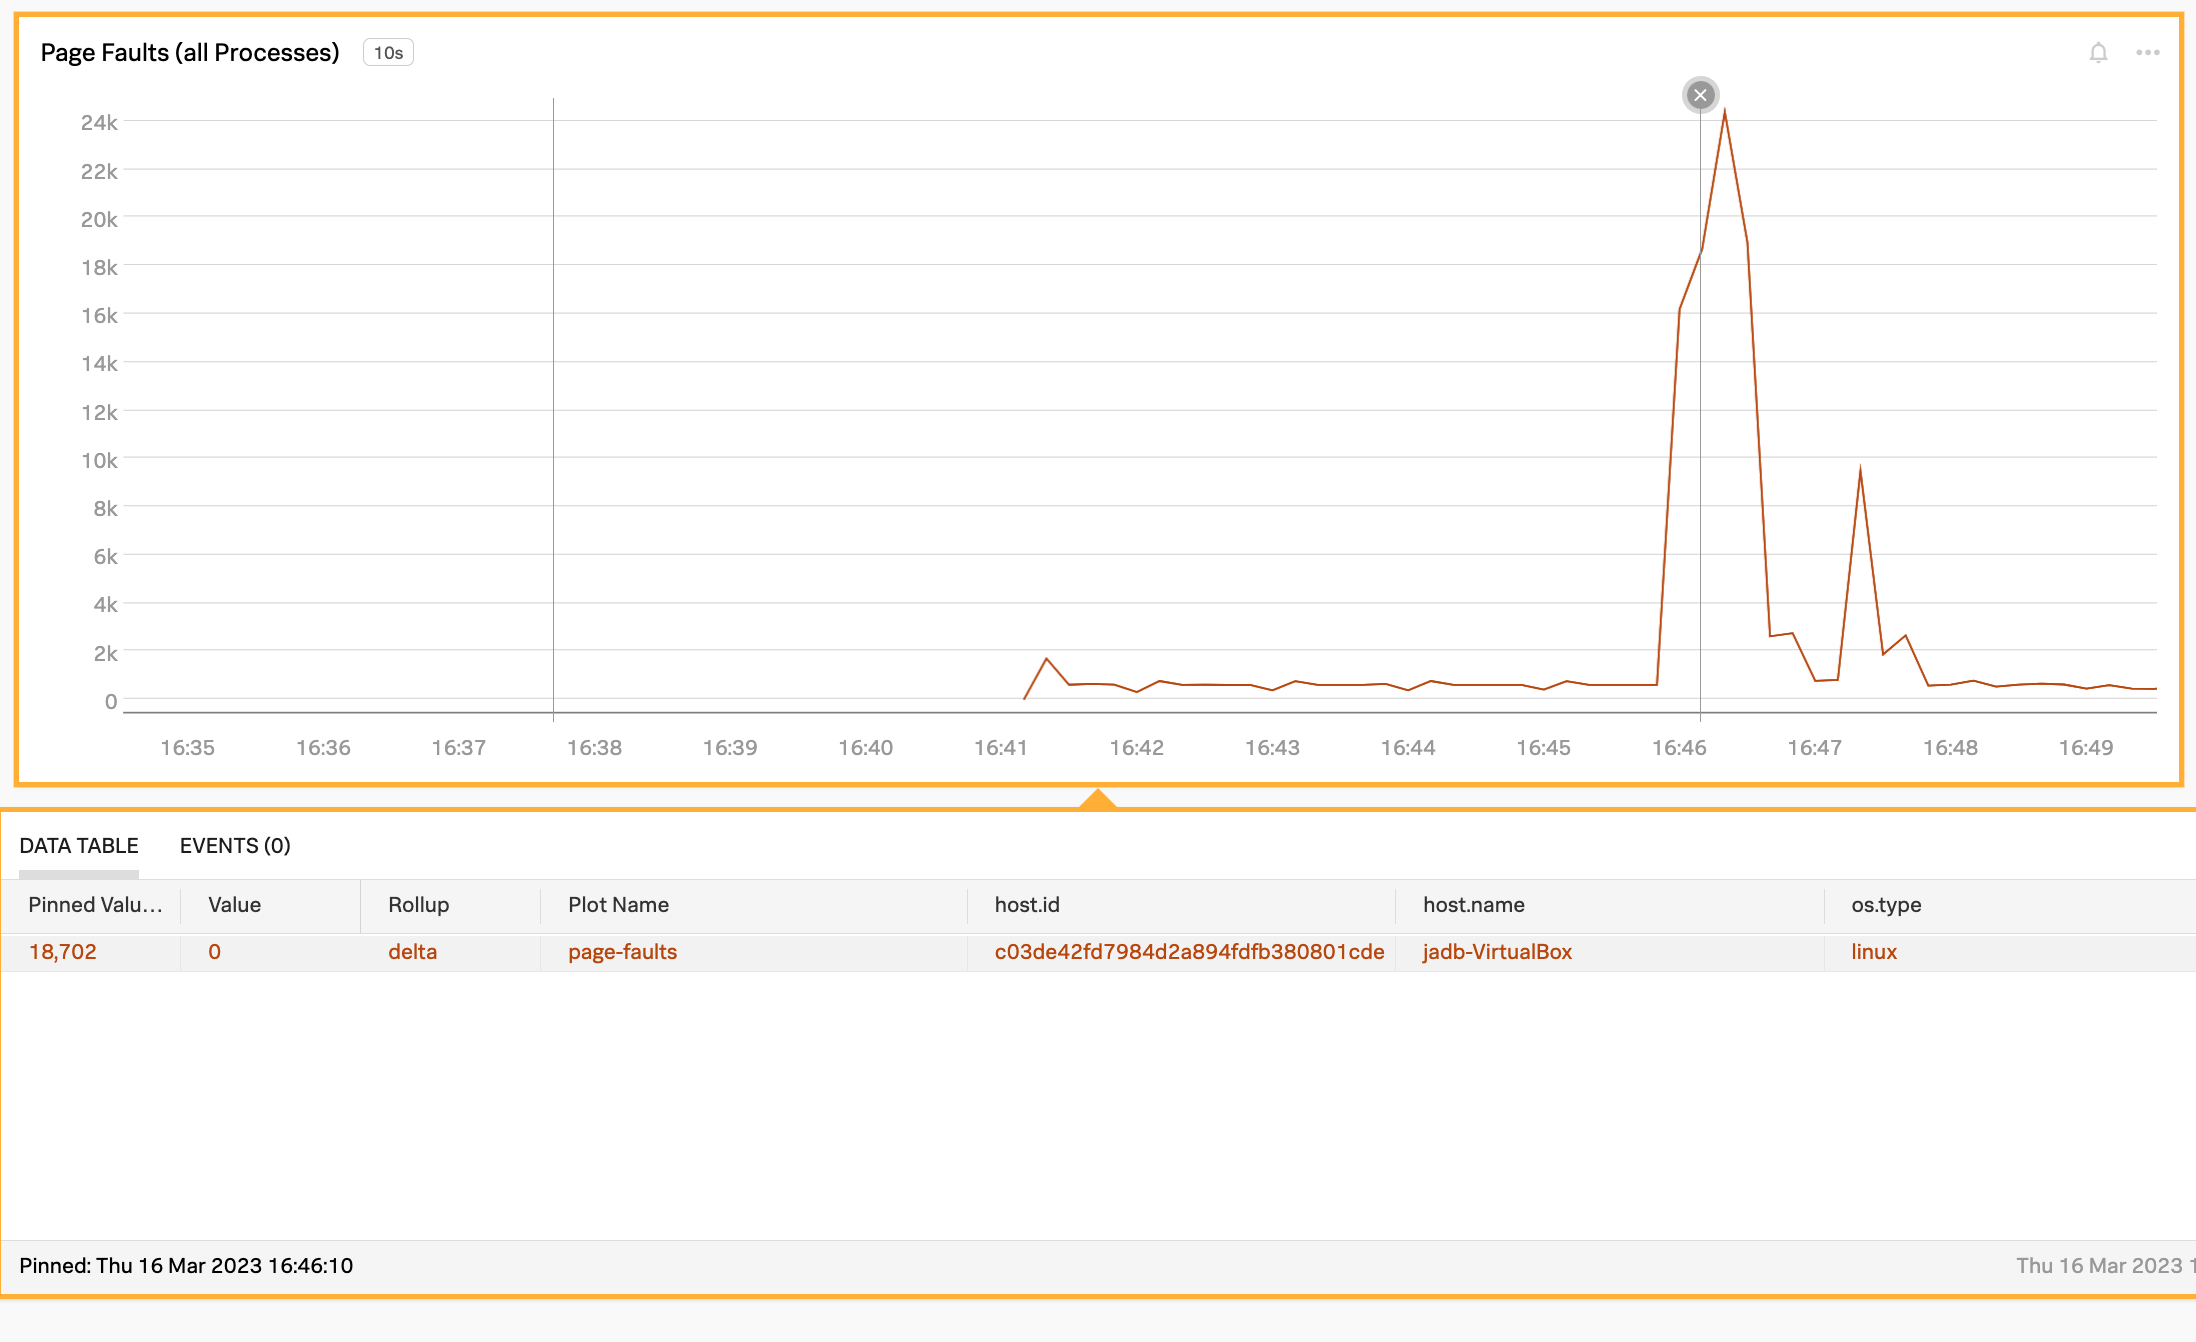 Page Faults (all Processes) 10s
24k
22k
20k
18k
16k
14k
12k
10k
8k
6k
4k
2k
0
16:35 16:36 16:37 16:38 16:39 16:40 16:41 16:42 16:43 16:44 16:45 16:46 16:47 16:48 16:49
DATA TABLE EVENTS (0)
Pinned Valu... Value Rollup Plot Name host.id host.name os.type
18,702 0 delta page-faults c03de42fd7984d2a894fdfb380801cde jadb-VirtualBox linux
Pinned: Thu 16 Mar 2023 16:46:10 Thu 16 Mar 2023 1